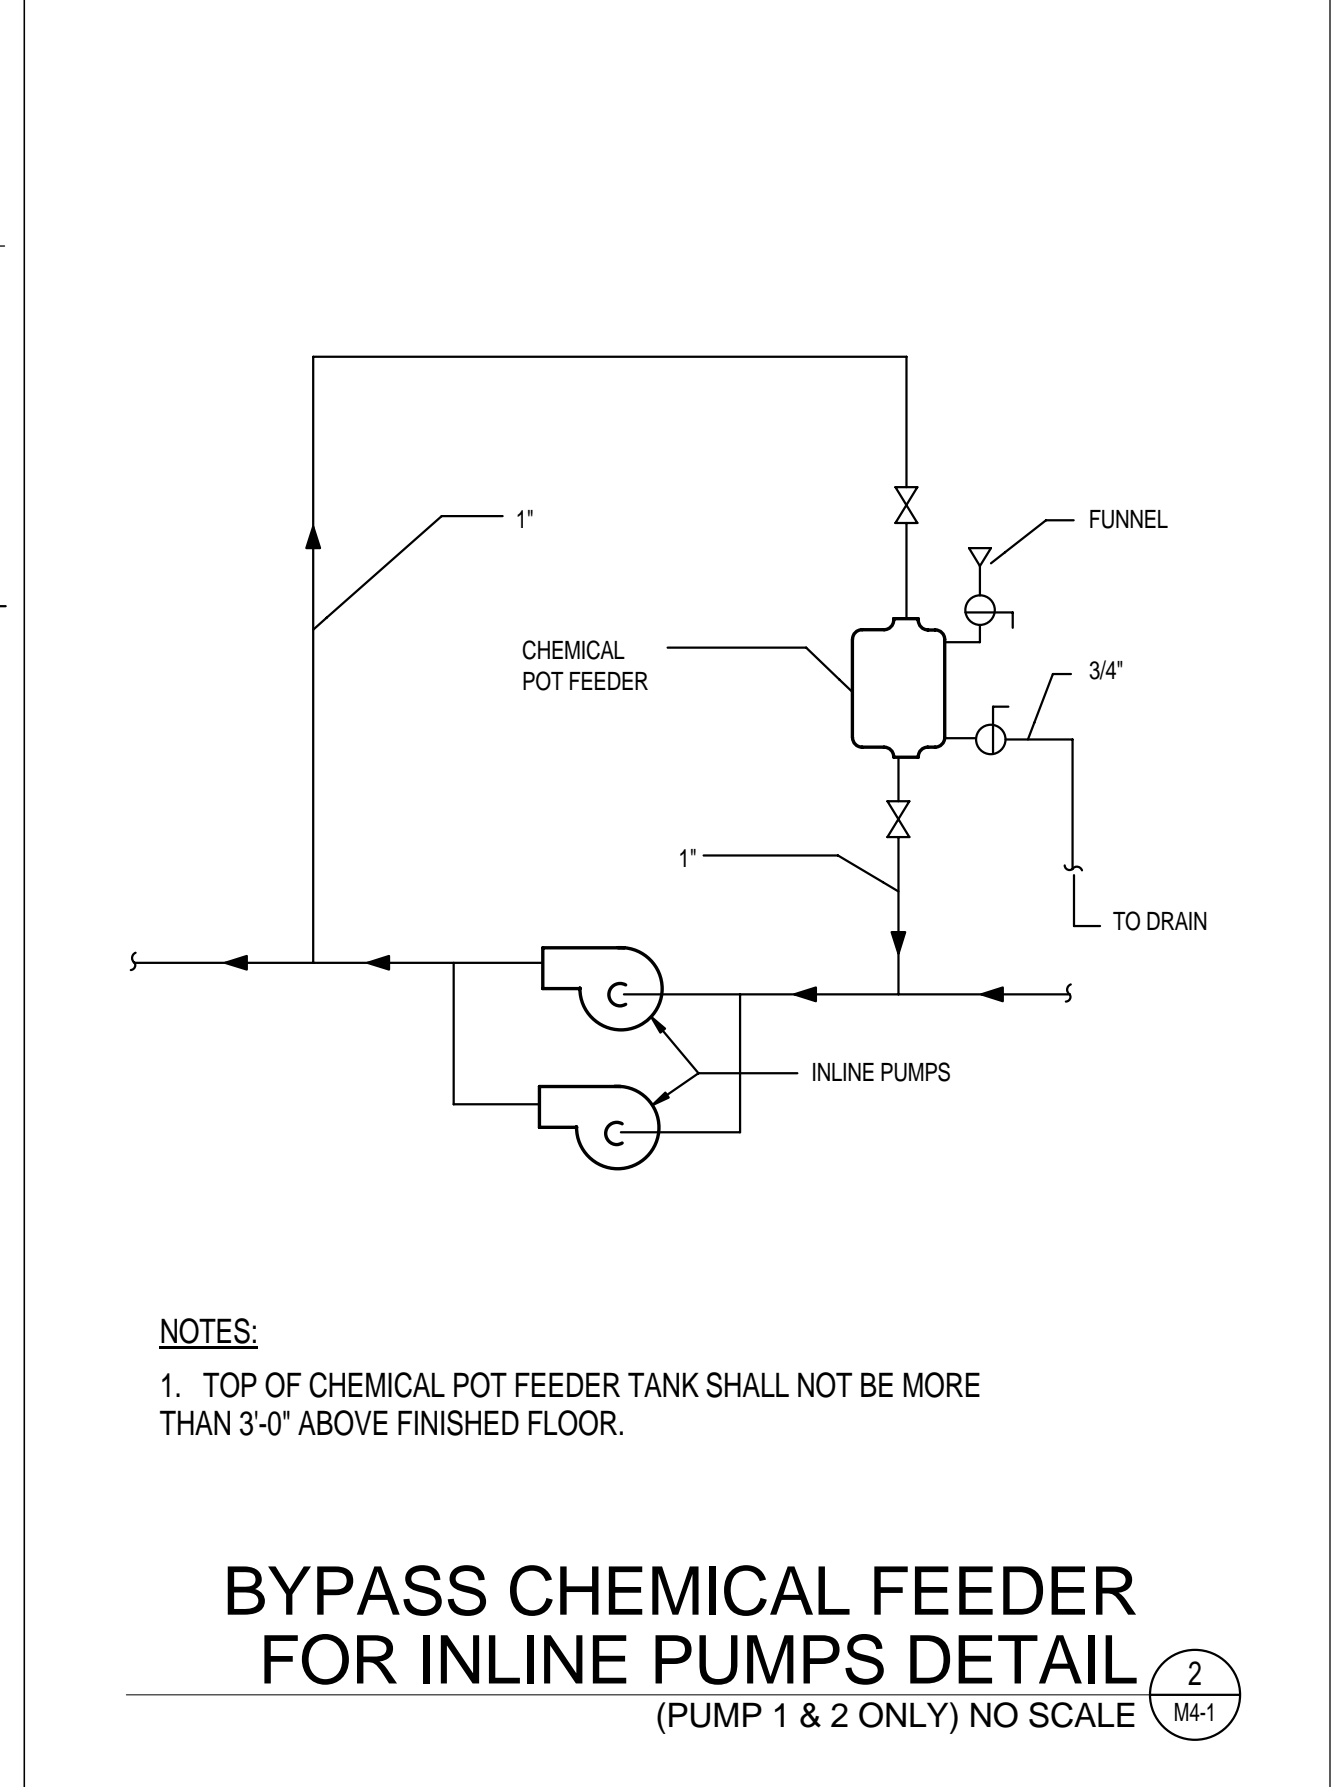 1"
FUNNEL
CHEMICAL
POT FEEDER
3/4"
1"
TO DRAIN
INLINE PUMPS
NOTES:
1. TOP OF CHEMICAL POT FEEDER TANK SHALL NOT BE MORE
THAN 3'-0" ABOVE FINISHED FLOOR.
BYPASS CHEMICAL FEEDER
FOR INLINE PUMPS DETAIL
2
(PUMP 1 & 2 ONLY) NO SCALE
M4-1